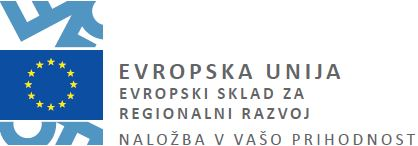 EVROPSKA UNIJA
EVROPSKI SKLAD ZA
REGIONALNI RAZVOJ
NALOŽBA V VAŠO PRIHODNOST